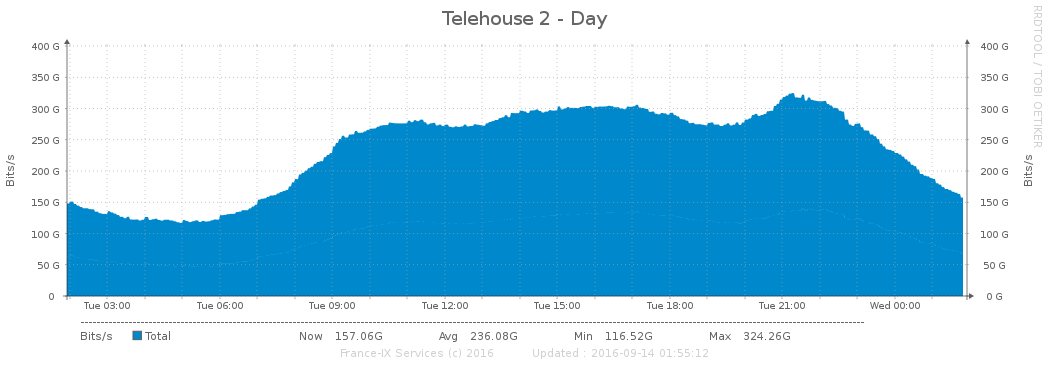 Telehouse 2 - Day
RRDTOOL / TOBI OETIKER
400 G 400 G
350 G 350 G
300 G 300 G
250 G 250 G
200 G 200 G
150 G 150 G
100 G 100 G
50 G 50 G
0 0 G
Bits/s
Bits/s
Tue 03:00 Tue 06:00 Tue 09:00 Tue 12:00 Tue 15:00 Tue 18:00 Tue 21:00 Wed 00:00
Bits/s Total Now 157.06G Avg 236.08G Min 116.52G Max 324.26G
France-IX Services (c) 2016 Updated : 2016-09-14 01:55:12